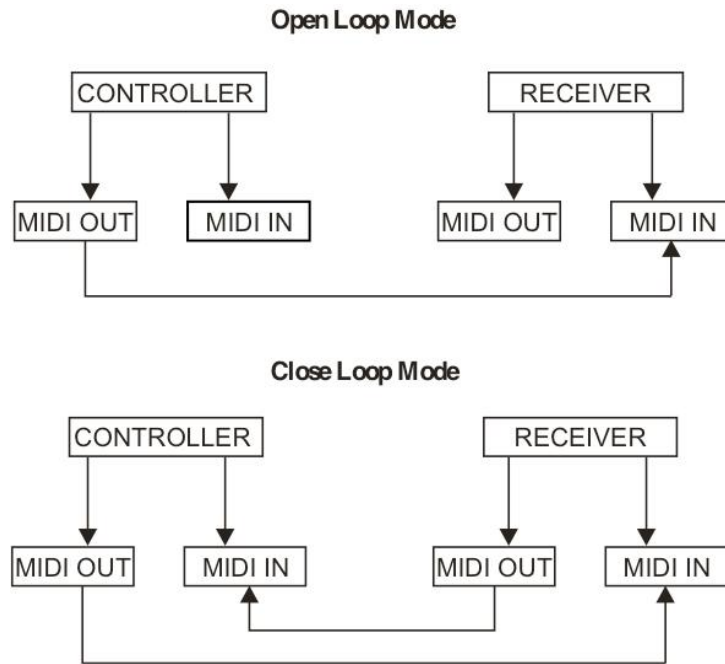 Open Loop Mode
CONTROLLER RECEIVER
MIDI OUT MIDI IN MIDI OUT MIDI IN
Close Loop Mode
CONTROLLER RECEIVER
MIDI OUT MIDI IN MIDI OUT MIDI IN